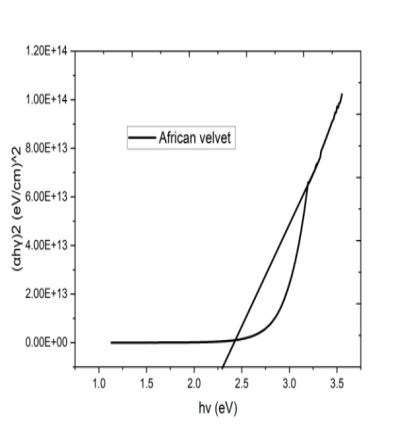 1.20E+14
1.00E+14
8.00E+13
6.00E+13
4.00E+13
2.00E+13
0.00E+00
(αhγ)2 (eV/cm)^2
African velvet
1.0 1.5 2.0 2.5 3.0 3.5
hv (eV)